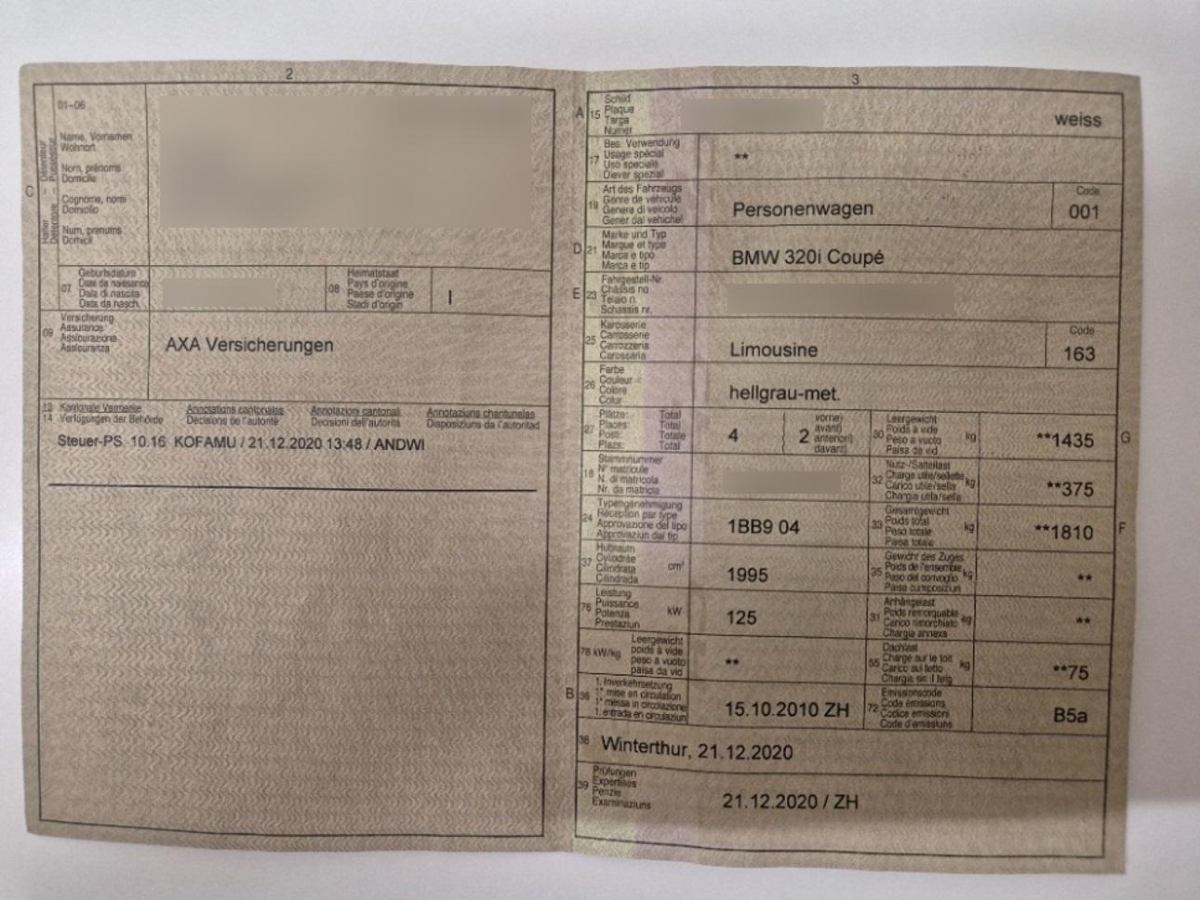 2
01-06
Name, Vornamen
Wohnort
Nom, prénoms
Domicile
Cognome, nomi
Domicilio
Num, prenums
Domicil
C
07
Geburtsdatum
Date de naissance
Data di nascita
Data da nasch.
08
Heimatstaat
Pays d'origine
Paese d'origine
Stadi d'origin
I
09
Versicherung
Assurance
Assicurazione
Assicuranza
AXA Versicherungen
13 Kantonale Vermerke
14 Verfügungen der Behörde
Annotations cantonales
Décisions de l'autorité
Annotazioni cantonali
Decisioni dell'autorità
Annotaziuns chantunalas
Disposiziuns da l'autoritad
Steuer-PS 10.16 KOFAMU / 21.12.2020 13:48 / ANDWI
3
A 15
Schild
Plaque
Targa
Numer
weiss
17
Bes. Verwendung
Usage spécial
Uso speciale
Diever spezial
**
19
Art des Fahrzeugs
Genre de véhicule
Genere di veicolo
Gener dal vehichel
Personenwagen
Code
001
D 21
Marke und Typ
Marque et type
Marca e tipo
Marca e tip
BMW 320i Coupé
E 23
Fahrgestell-Nr.
Châssis no
Telaio n.
Schassis nr.
25
Karosserie
Carrosserie
Carrozzeria
Carossaria
Limousine
Code
163
26
Farbe
Couleur
Colore
Colur
hellgrau-met.
27
Plätze: Total
Places: Total
Posti: Totale
Plazs: Total
4
2
vorne)
avant)
anteriori)
davant)
30
Leergewicht
Poids à vide
Peso a vuoto
Paisa da vid
kg
**1435
G
18
Stammnummer
N° matricule
N. di matricola
Nr. da matricla
32
Nutz-/Sattellast
Charge utile/sellette
Carico utile/sella
Chargia utila/sella
kg
**375
24
Typengenehmigung
Réception par type
Approvazione del tipo
Approvaziun dal tip
1BB9 04
33
Gesamtgewicht
Poids total
Peso totale
Paisa totala
kg
**1810
F
37
Hubraum
Cylindrée
Cilindrata
Cilindrada
cm³
1995
35
Gewicht des Zuges
Poids de l'ensemble
Peso del convoglio
Paisa cumposiziun
kg
**
76
Leistung
Puissance
Potenza
Prestaziun
kW
125
31
Anhängelast
Poids remorquable
Carico rimorchiato
Chargia annexa
kg
**
78 kW/kg
Leergewicht
poids à vide
peso a vuoto
paisa da vid
**
55
Dachlast
Charge sur le toit
Carico sul tetto
Chargia sin il tetg
kg
**75
B 36
1. Inverkehrsetzung
1re mise en circulation
1a messa in circolazione
1. entrada en circulaziun
15.10.2010 ZH
72
Emissionscode
Code émissions
Codice emissioni
Code d'emissiuns
B5a
38
Winterthur, 21.12.2020
39
Prüfungen
Expertises
Perizie
Examinaziuns
21.12.2020 / ZH